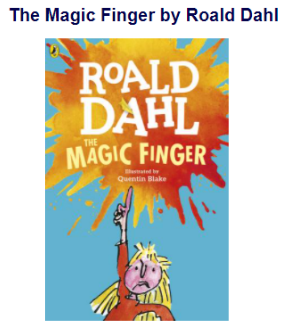 The Magic Finger by Roald Dahl
ROALD
DAHL
THE
MAGIC FINGER
Illustrated by
Quentin Blake